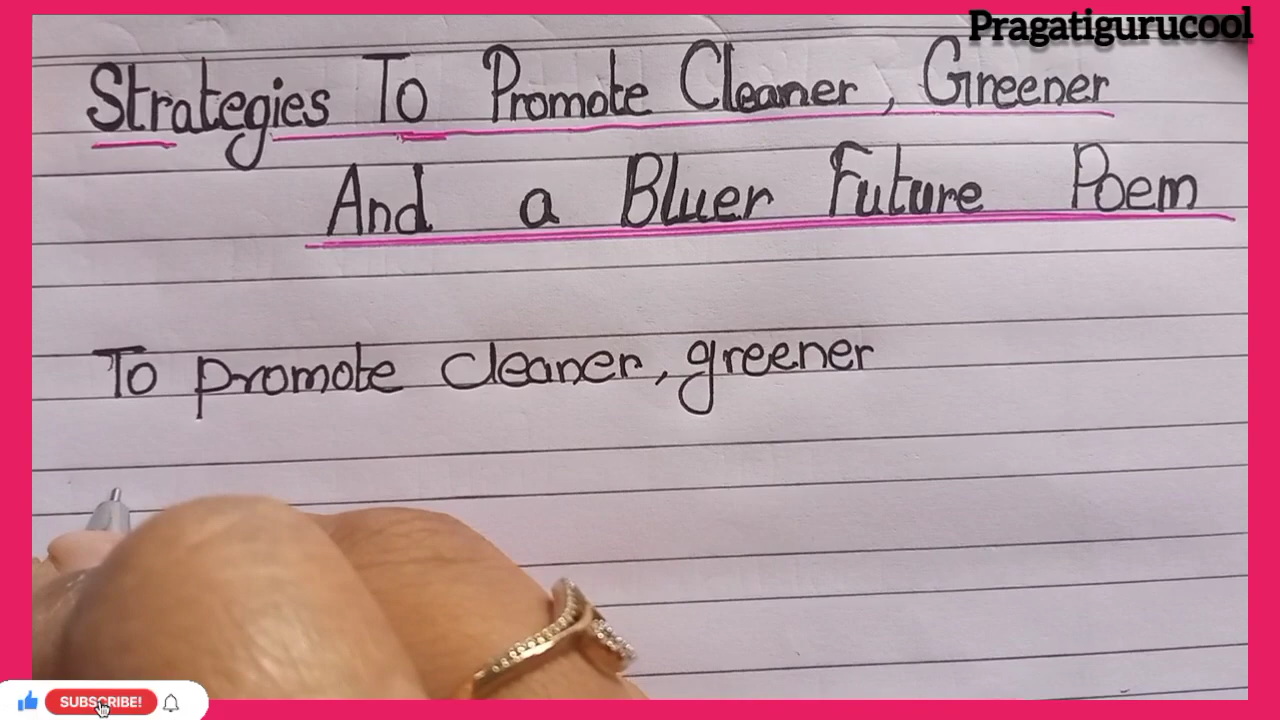 Pragatigurucool
Strategies To Promote Cleaner, Greener
And a Bluer Future Poem
To promote cleaner, greener
SUBSCRIBE!